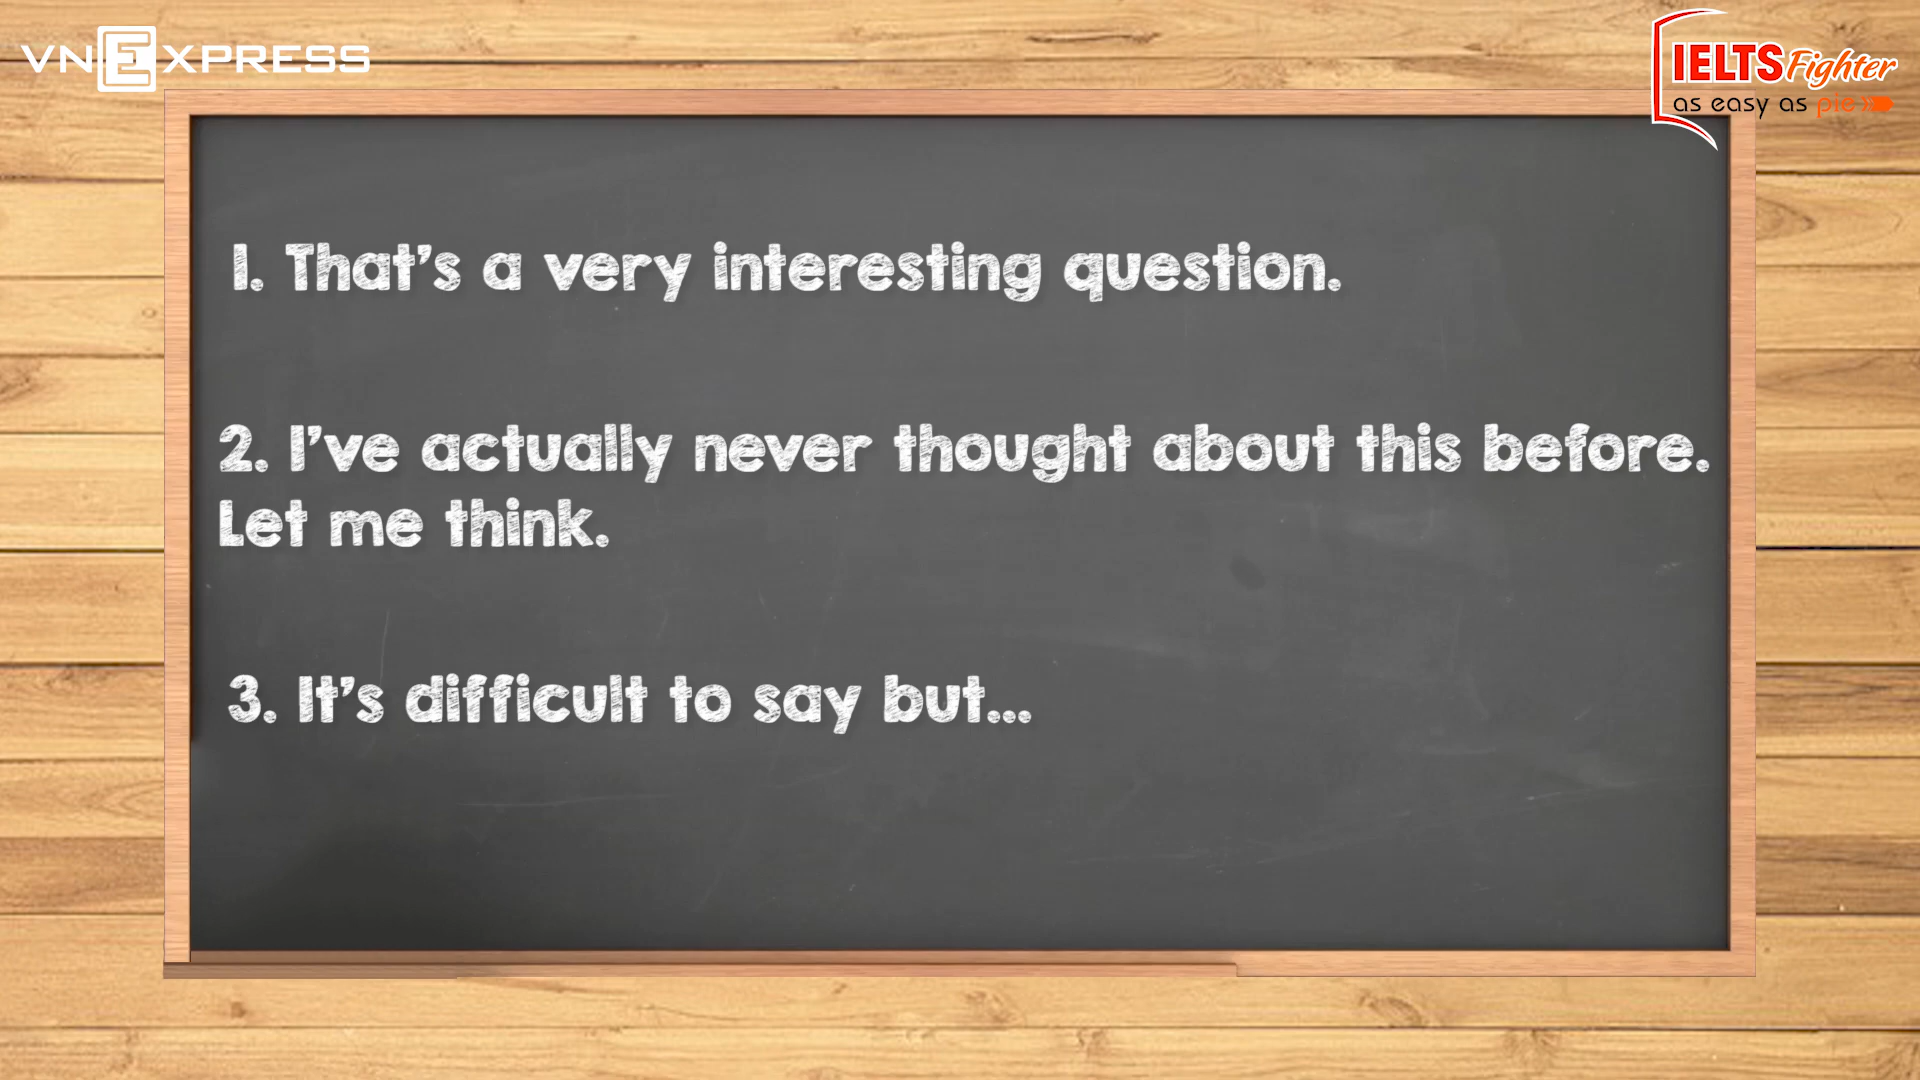 VNEXPRESS
IELTS Fighter
as easy as pie
1. That's a very interesting question.
2. I've actually never thought about this before.
Let me think.
3. It's difficult to say but...